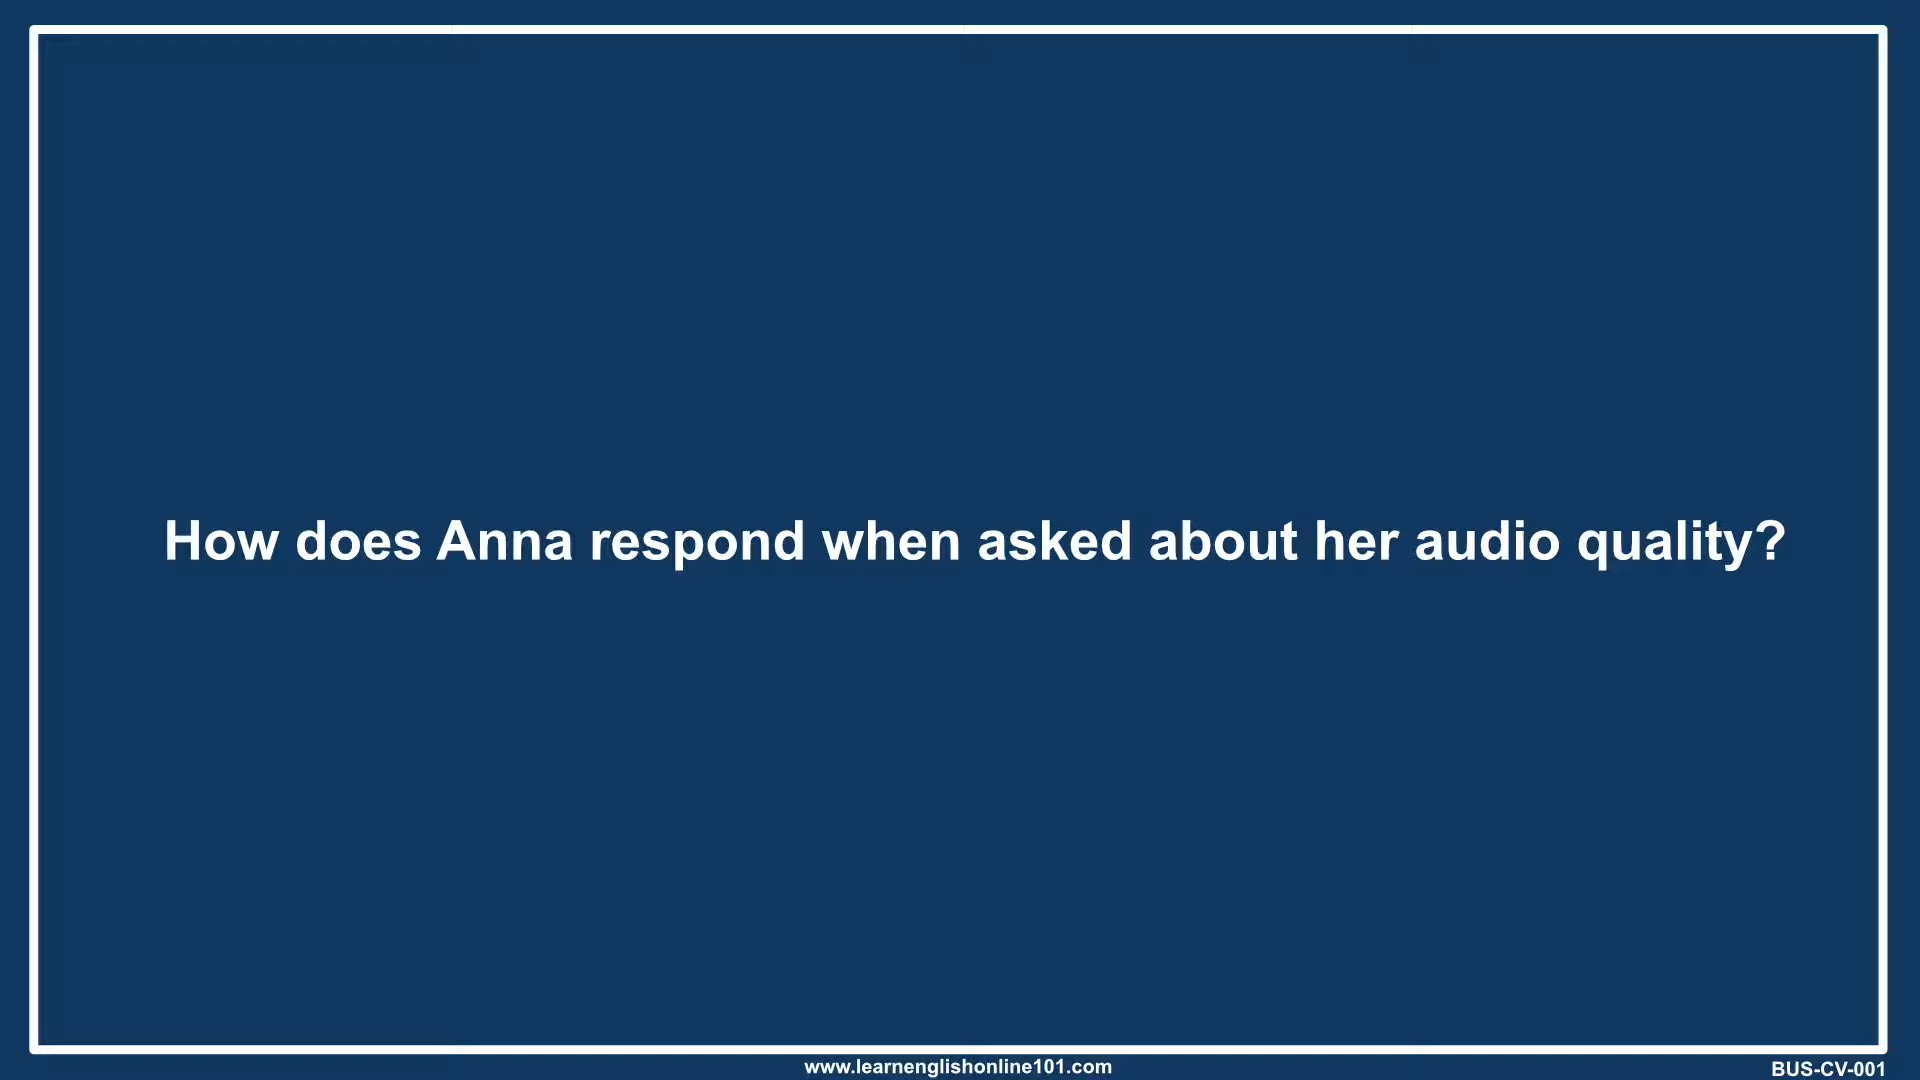 How does Anna respond when asked about her audio quality?
www.learnenglishonline101.com
BUS-CV-001